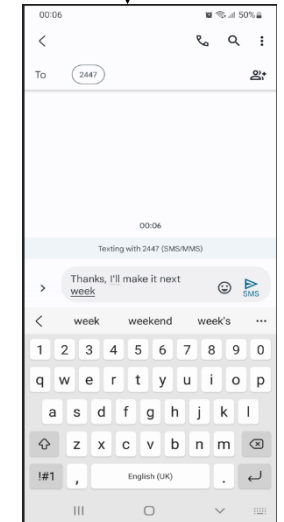 00:06
50%
To 2447
00:06
Texting with 2447 (SMS/MMS)
Thanks, I'll make it next
week
SMS
week weekend week's
1 2 3 4 5 6 7 8 9 0
q w e r t y u i o p
a s d f g h j k l
z x c v b n m
!#1 , English (UK) .